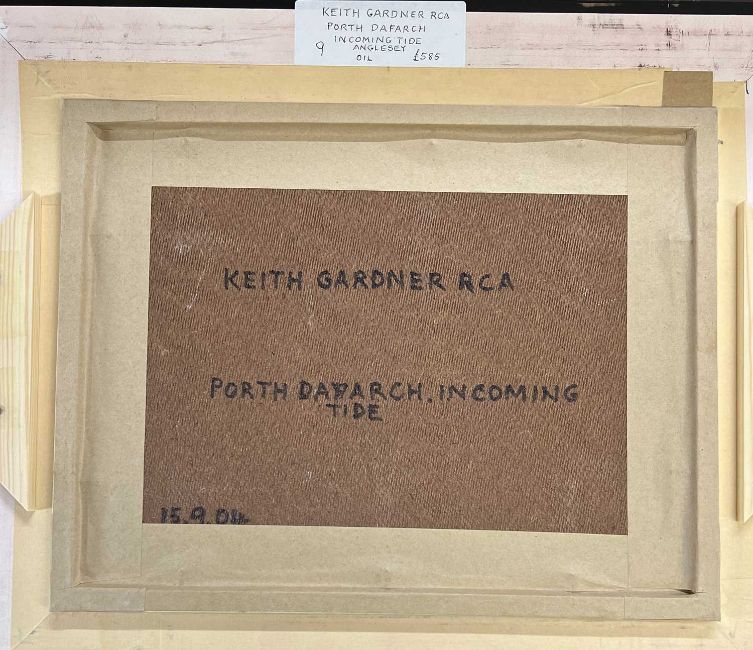 KEITH GARDNER RCA
PORTH DAFARCH
INCOMING TIDE
9 ANGLESEY
OIL £585
KEITH GARDNER RCA
PORTH DAFARCH, INCOMING
TIDE
15.9.04